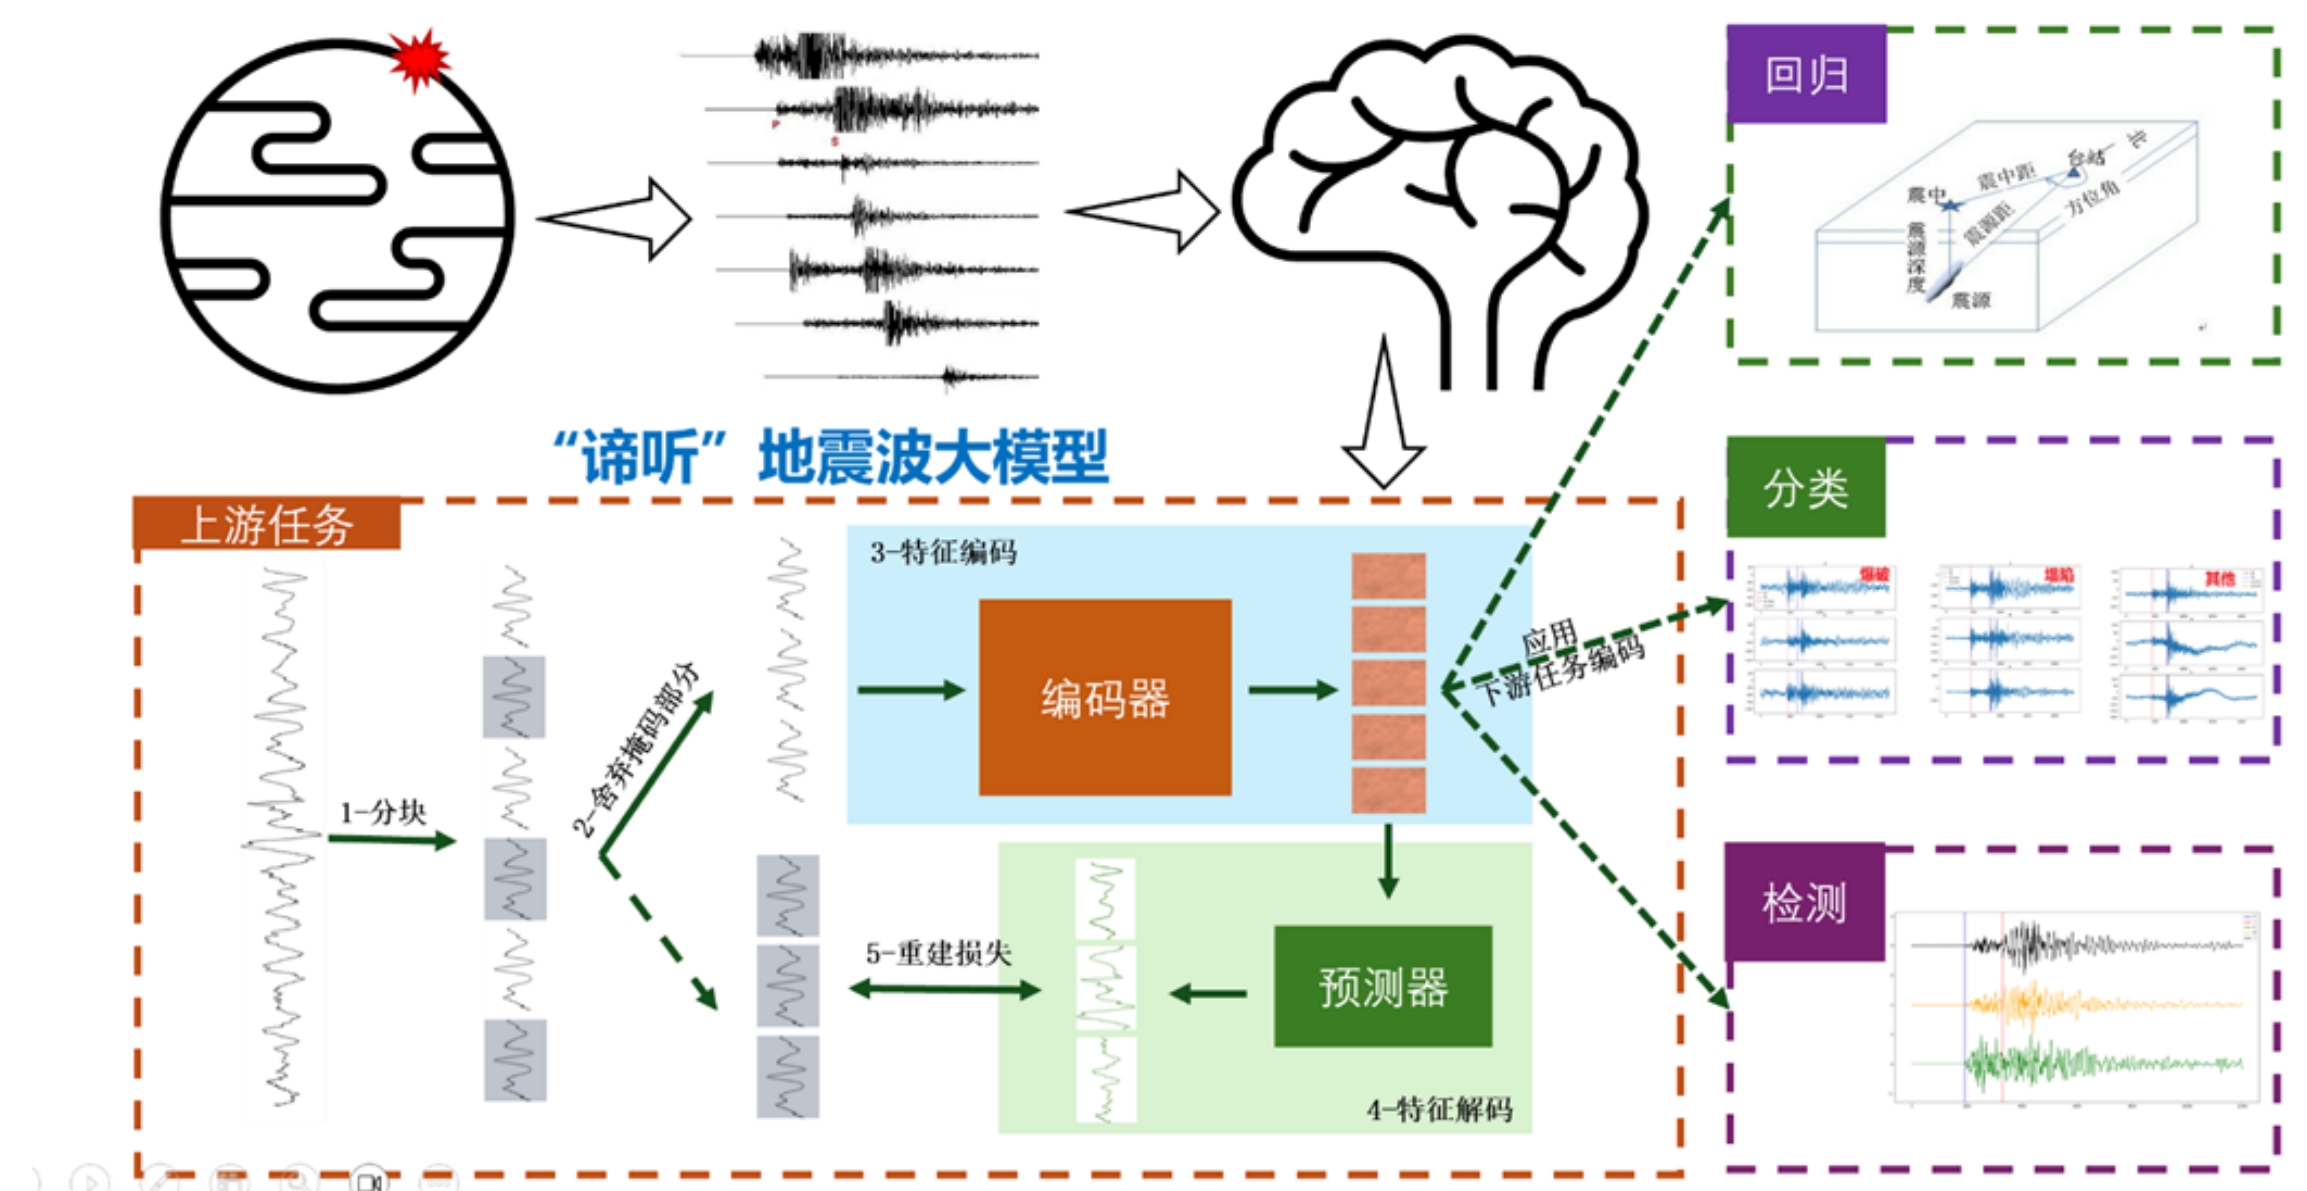 P
S
“谛听”地震波大模型
上游任务
1-分块
2-舍弃掩码部分
3-特征编码
编码器
应用
下游任务编码
5-重建损失
预测器
4-特征解码
回归
北
台站
震中距
震中
方位角
震源距
震源深度
震源
分类
爆破
塌陷
其他
检测